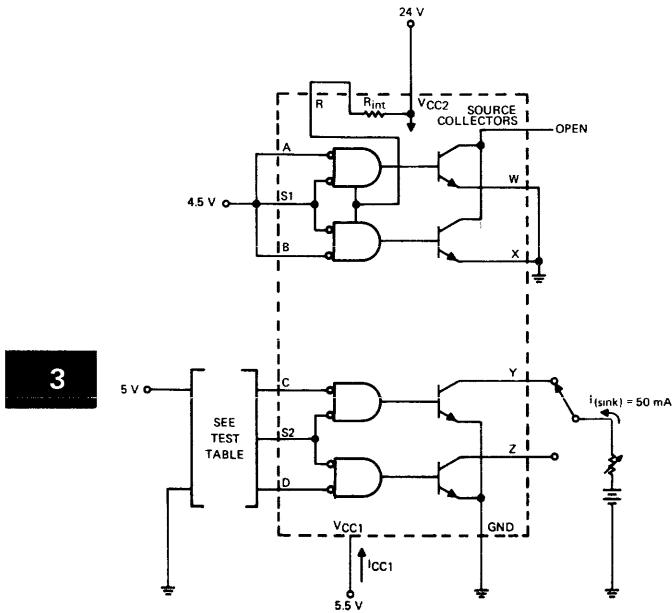 24 V
R
Rint
VCC2
SOURCE
COLLECTORS
OPEN
A
W
4.5 V
S1
B
X
3
5 V
SEE
TEST
TABLE
C
Y
i(sink) = 50 mA
S2
Z
D
VCC1
GND
ICC1
5.5 V